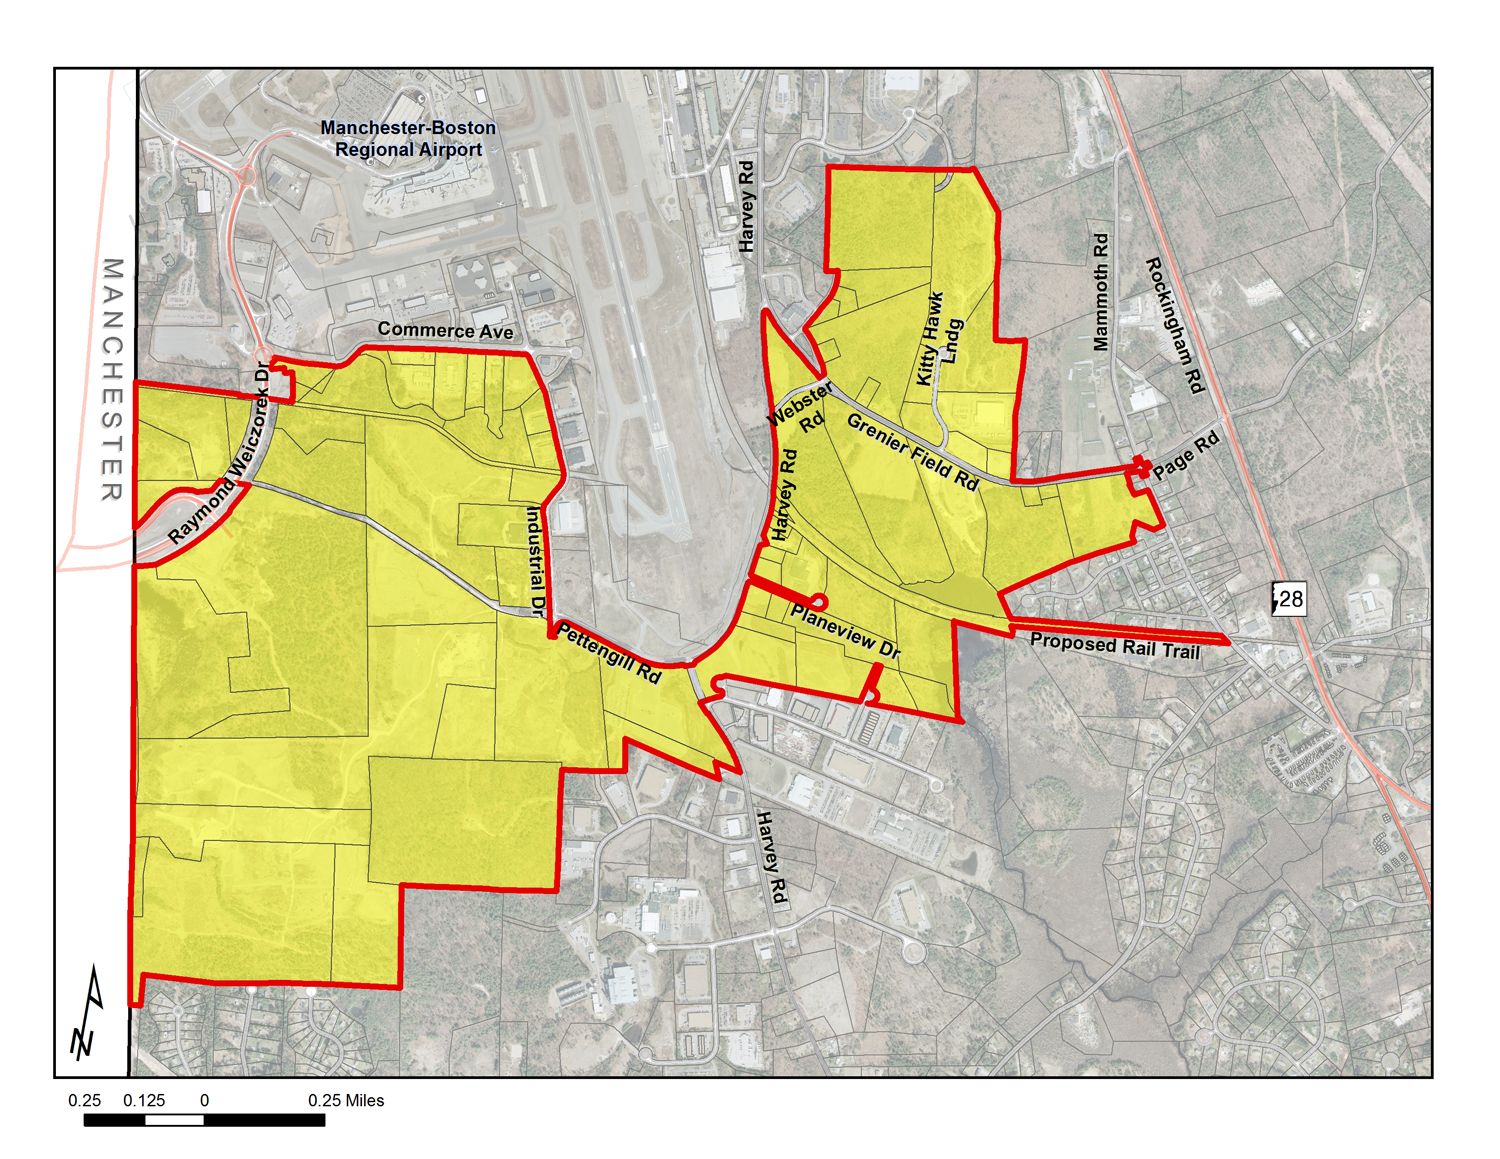 Manchester-Boston
Regional Airport
Harvey Rd
MANCHESTER
Commerce Ave
Mammoth Rd
Rockingham Rd
Kitty Hawk
Lndg
Raymond Weiczorek Dr
Webster
Rd
Grenier Field Rd
Page Rd
Harvey Rd
Industrial Dr
Planeview Dr
28
Pettengill Rd
Proposed Rail Trail
Harvey Rd
N
0.25 0.125 0 0.25 Miles